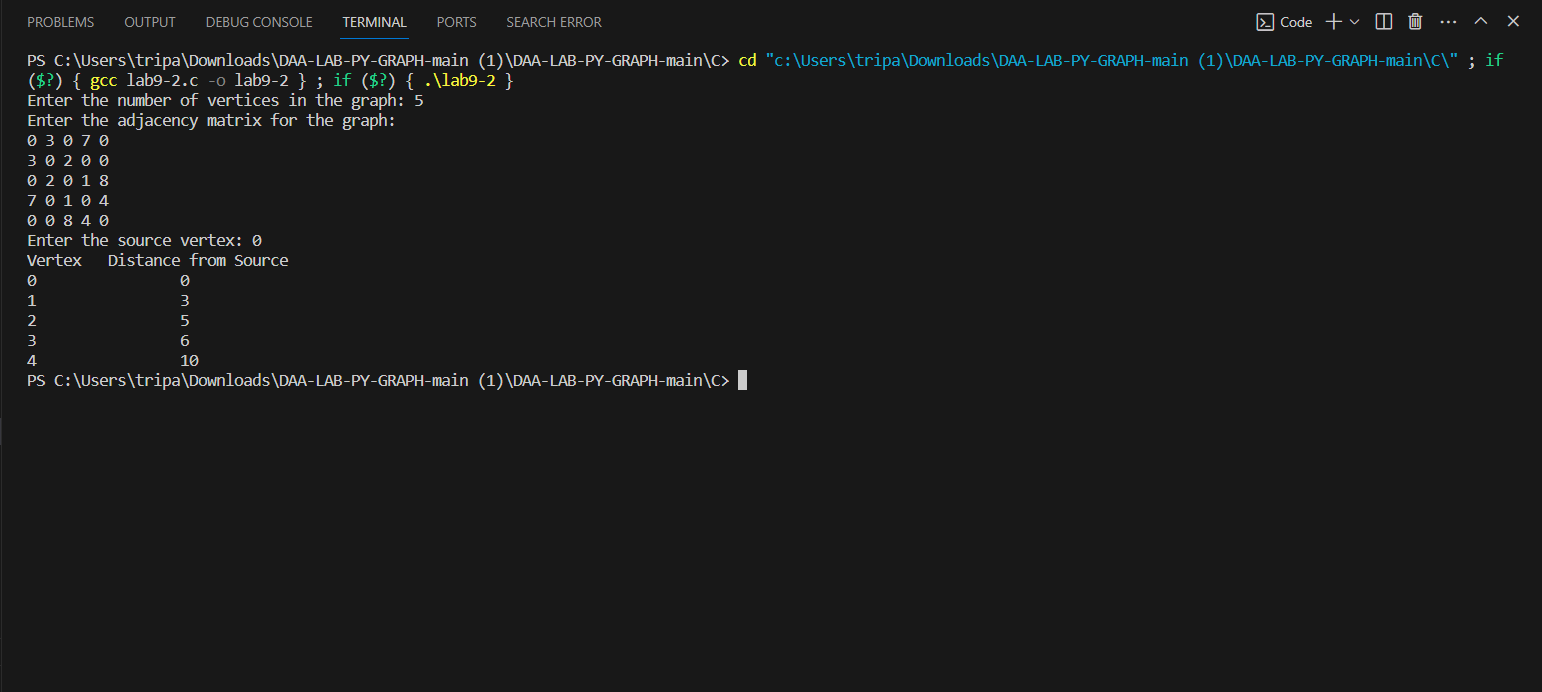 PROBLEMS OUTPUT DEBUG CONSOLE TERMINAL PORTS SEARCH ERROR Code
PS C:\Users\tripa\Downloads\DAA-LAB-PY-GRAPH-main (1)\DAA-LAB-PY-GRAPH-main\C> cd "c:\Users\tripa\Downloads\DAA-LAB-PY-GRAPH-main (1)\DAA-LAB-PY-GRAPH-main\C\" ; if
($?) { gcc lab9-2.c -o lab9-2 } ; if ($?) { .\lab9-2 }
Enter the number of vertices in the graph: 5
Enter the adjacency matrix for the graph:
0 3 0 7 0
3 0 2 0 0
0 2 0 1 8
7 0 1 0 4
0 0 8 4 0
Enter the source vertex: 0
Vertex   Distance from Source
0                0
1                3
2                5
3                6
4                10
PS C:\Users\tripa\Downloads\DAA-LAB-PY-GRAPH-main (1)\DAA-LAB-PY-GRAPH-main\C>